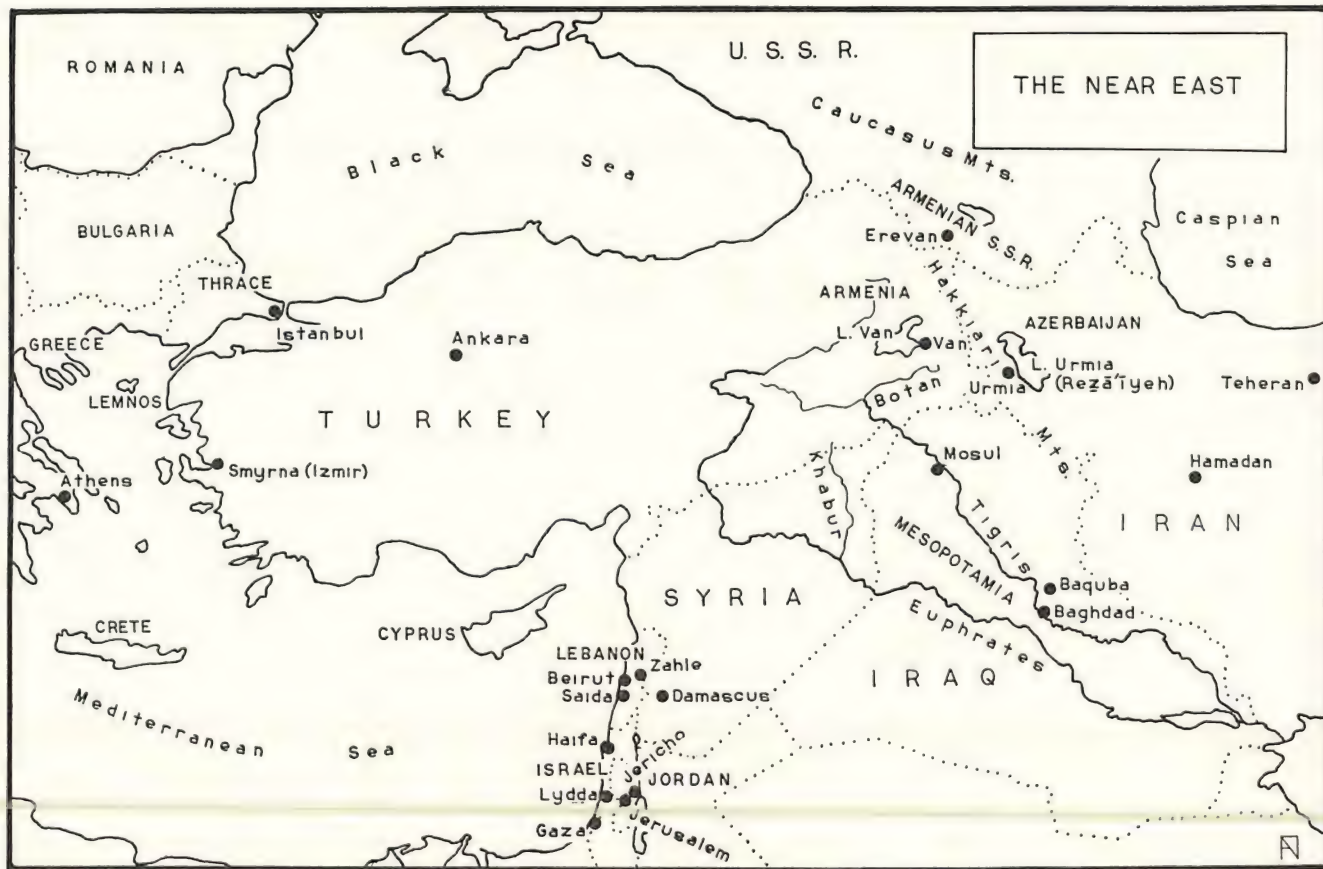 THE NEAR EAST
ROMANIA
U. S. S. R.
Caucasus Mts.
Black Sea
BULGARIA
ARMENIAN S.S.R.
Erevan
Caspian
Sea
THRACE
Istanbul
GREECE
Ankara
ARMENIA
L. Van
Van
Hakkiari Mts.
AZERBAIJAN
L. Urmia
(Reẕā'īyeh)
Urmia
Teheran
LEMNOS
TURKEY
Botan
Smyrna (Izmir)
Athens
Khabur
Mosul
Hamadan
IRAN
Tigris
MESOPOTAMIA
Baquba
Baghdad
SYRIA
Euphrates
CRETE
CYPRUS
LEBANON
Zahle
Beirut
Saida
Damascus
IRAQ
Mediterranean Sea
Haifa
Jericho
ISRAEL
JORDAN
Lydda
Jerusalem
Gaza